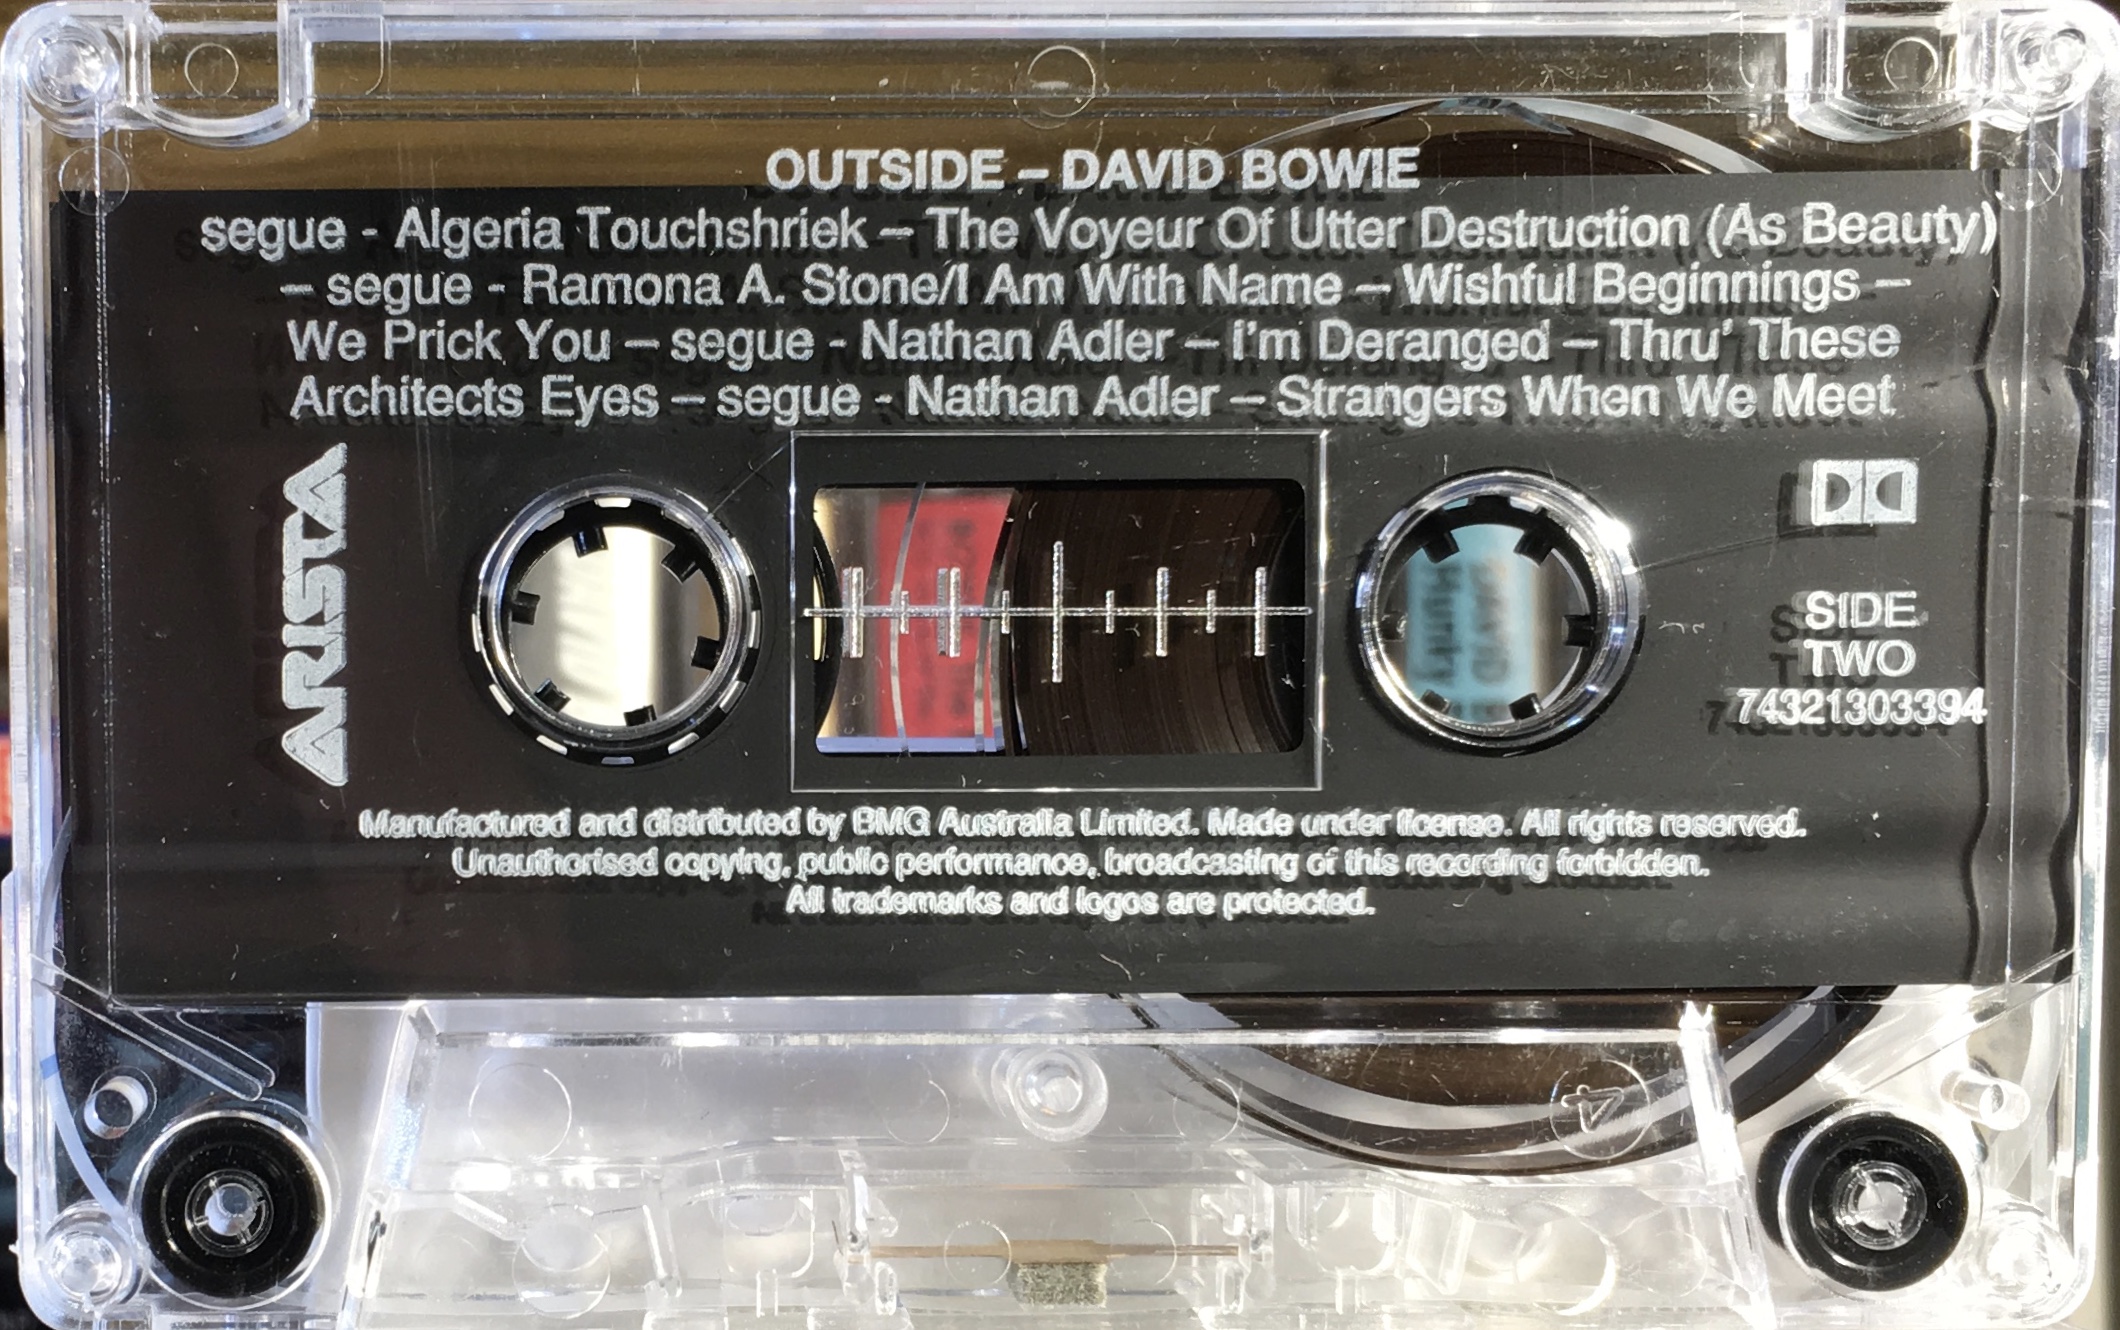 OUTSIDE – DAVID BOWIE
segue - Algeria Touchshriek – The Voyeur Of Utter Destruction (As Beauty)
– segue - Ramona A. Stone/I Am With Name – Wishful Beginnings –
We Prick You – segue - Nathan Adler – I'm Deranged – Thru' These
Architects Eyes – segue - Nathan Adler – Strangers When We Meet
ARISTA
SIDE
TWO
74321303394
Manufactured and distributed by BMG Australia Limited. Made under license. All rights reserved.
Unauthorised copying, public performance, broadcasting of this recording forbidden.
All trademarks and logos are protected.
4